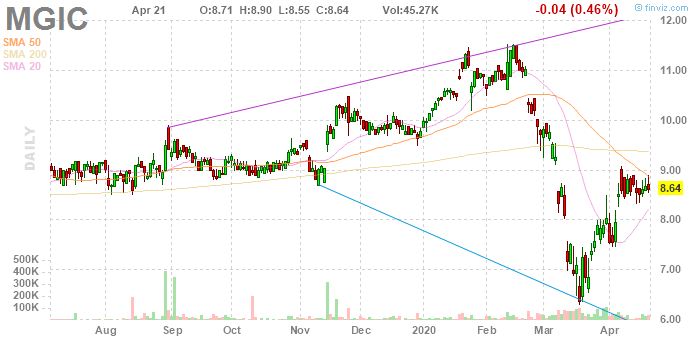 MGIC
Apr 21 O:8.71 H:8.90 L:8.55 C:8.64 Vol:45.27K -0.04 (0.46%)
© finviz.com
SMA 50
SMA 200
SMA 20
DAILY
12.00
11.00
10.00
9.00
8.64
8.00
7.00
6.00
500K
400K
300K
200K
100K
Aug Sep Oct Nov Dec 2020 Feb Mar Apr